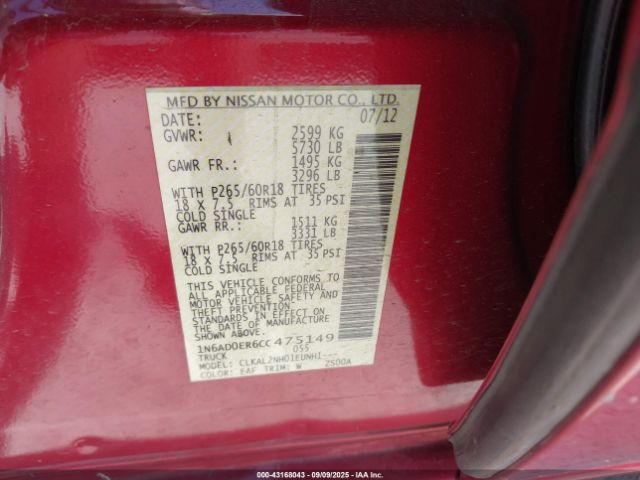 MFD BY NISSAN MOTOR CO., LTD.
DATE: 07/12
GVWR: 2599 KG
5730 LB
GAWR FR.: 1495 KG
3296 LB
WITH P265/60R18 TIRES
18 X 7.5 RIMS AT 35 PSI
COLD SINGLE
GAWR RR.: 1511 KG
3331 LB
WITH P265/60R18 TIRES
18 X 7.5 RIMS AT 35 PSI
COLD SINGLE
THIS VEHICLE CONFORMS TO
ALL APPLICABLE FEDERAL
MOTOR VEHICLE SAFETY AND
THEFT PREVENTION
STANDARDS IN EFFECT ON
THE DATE OF MANUFACTURE
SHOWN ABOVE.
1N6AD0ER6CC475149
TRUCK 055
MODEL: CLKAL2NH01EUNHI---
COLOR: EAF TRIM: W ZS00A
000-43168043 - 09/09/2025 - IAA Inc.